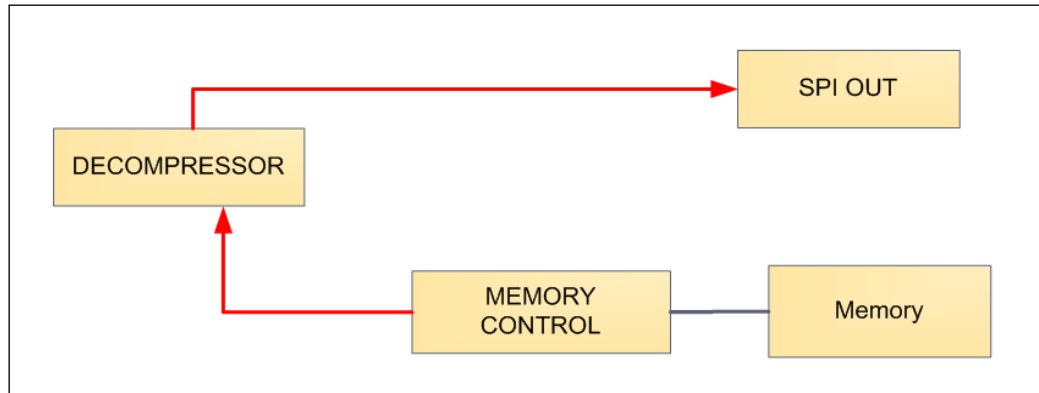 SPI OUT
DECOMPRESSOR
MEMORY
CONTROL
Memory